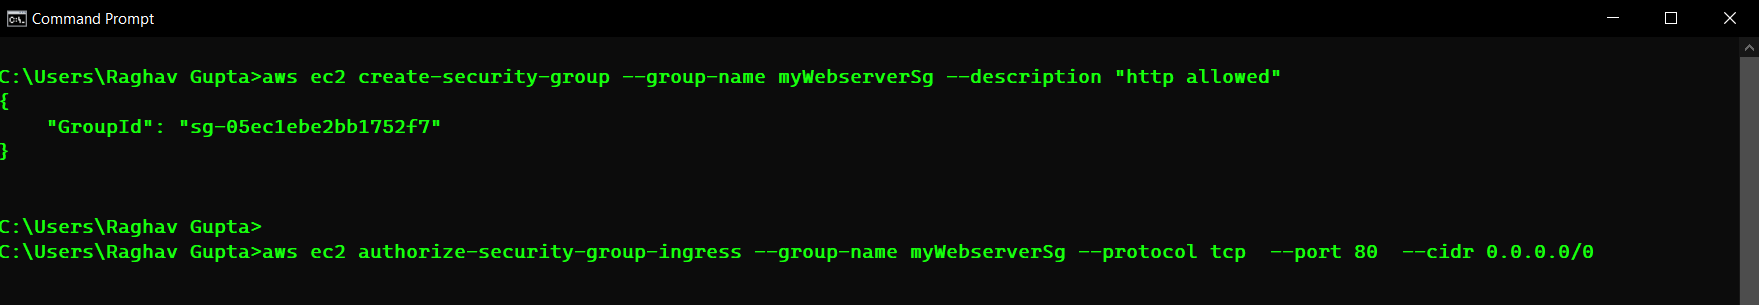 Command Prompt
C:\Users\Raghav Gupta>aws ec2 create-security-group --group-name myWebserverSg --description "http allowed"
{
    "GroupId": "sg-05ec1ebe2bb1752f7"
}
C:\Users\Raghav Gupta>
C:\Users\Raghav Gupta>aws ec2 authorize-security-group-ingress --group-name myWebserverSg --protocol tcp  --port 80  --cidr 0.0.0.0/0